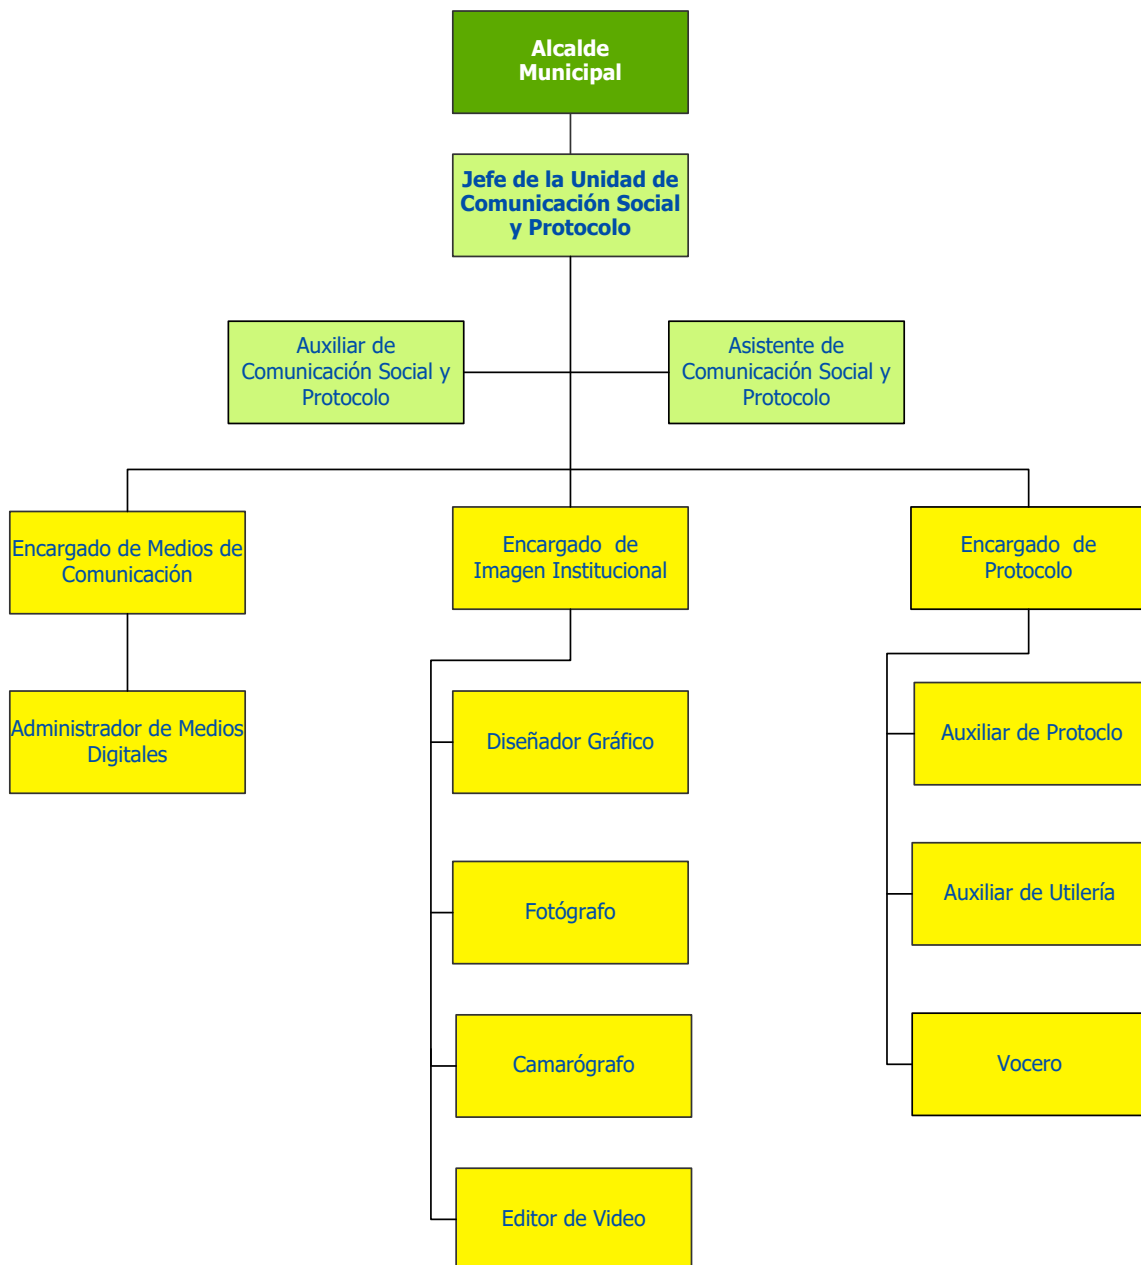 Alcalde
Municipal
Jefe de la Unidad de
Comunicación Social
y Protocolo
Auxiliar de
Comunicación Social y
Protocolo
Asistente de
Comunicación Social y
Protocolo
Encargado de Medios de
Comunicación
Encargado de
Imagen Institucional
Encargado de
Protocolo
Administrador de Medios
Digitales
Diseñador Gráfico
Fotógrafo
Camarógrafo
Editor de Video
Auxiliar de Protoclo
Auxiliar de Utilería
Vocero